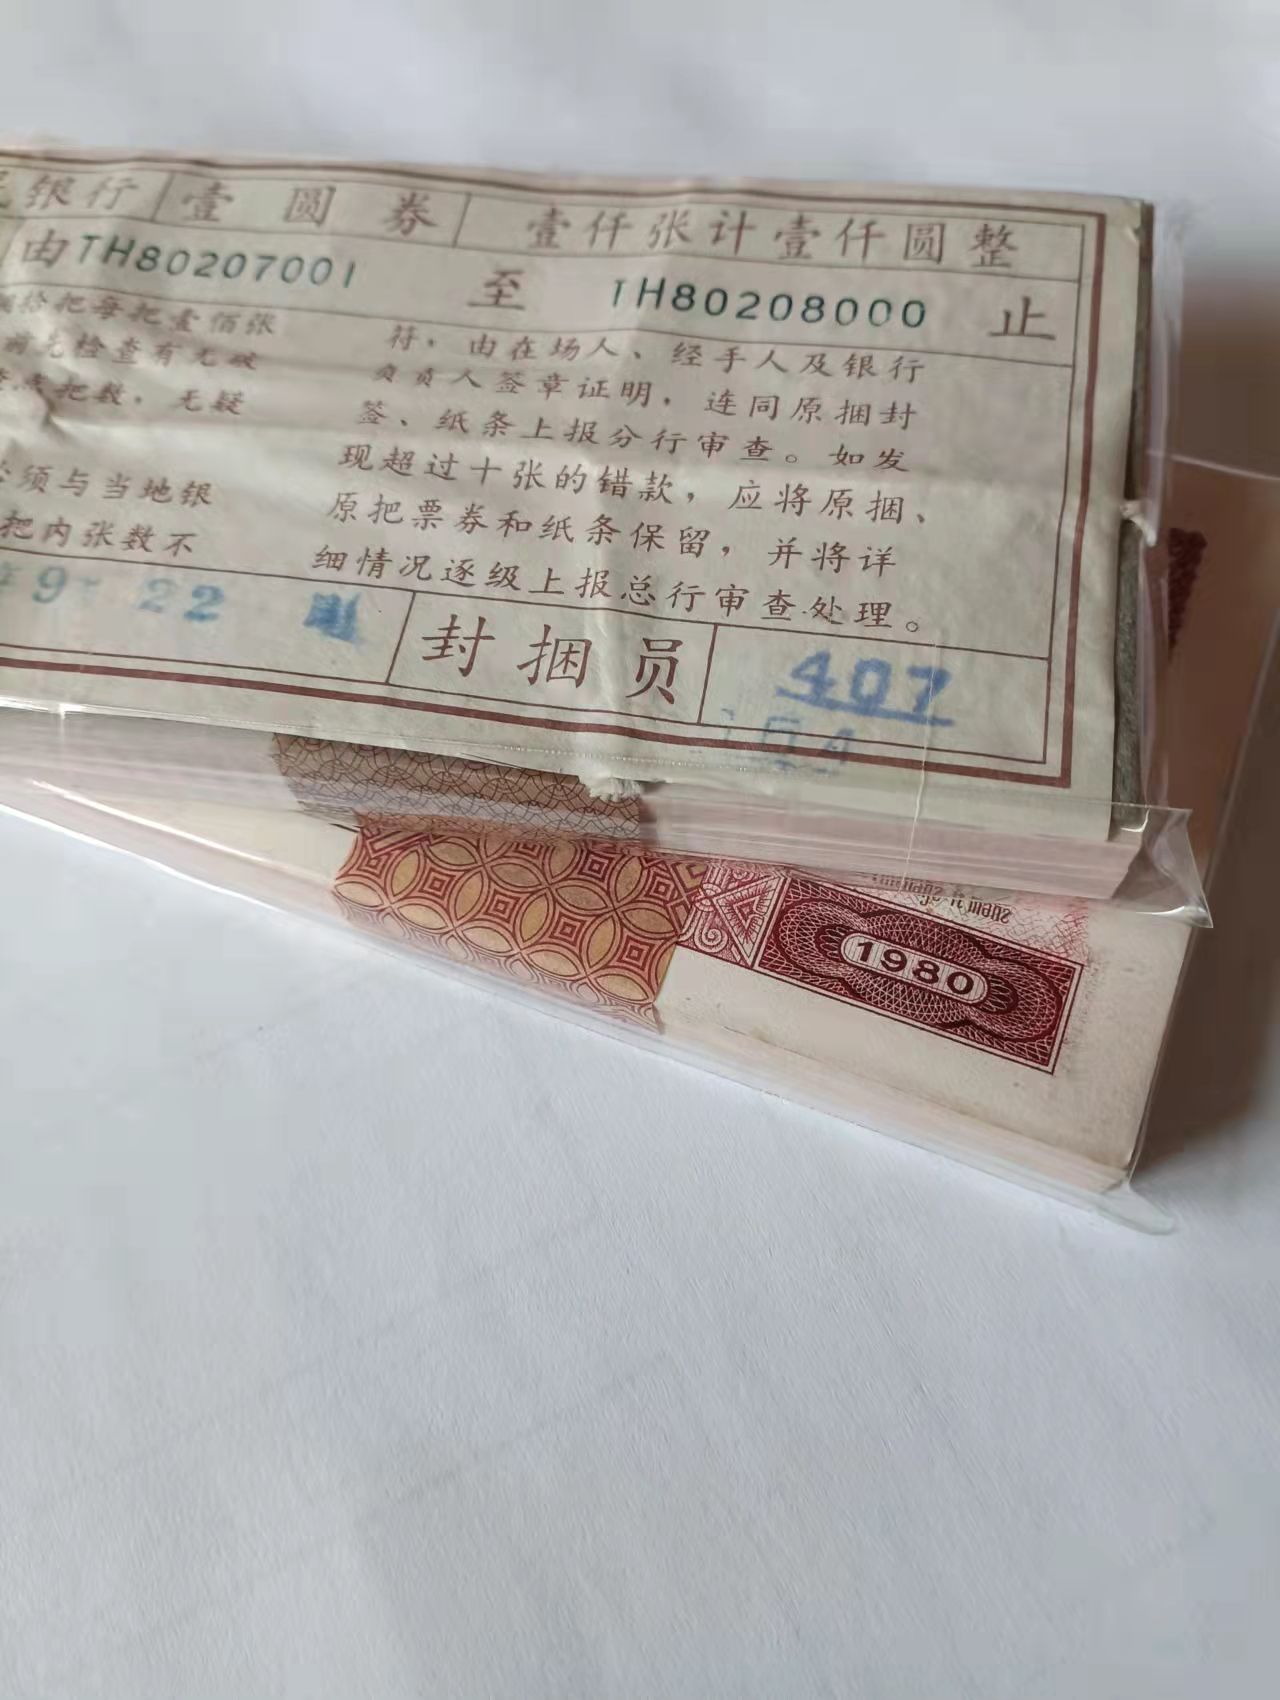 银行 壹圆券 壹仟张计壹仟圆整
由TH80207001 至 TH80208000 止
拾把每把壹佰张
前先检查有无破
把数，无疑
须与当地银
把内张数不
符，由在场人、经手人及银行
负责人签章证明，连同原捆封
签、纸条上报分行审查。如发
现超过十张的错款，应将原捆、
原把票券和纸条保留，并将详
细情况逐级上报总行审查处理。
9 22 封捆员 407
1980